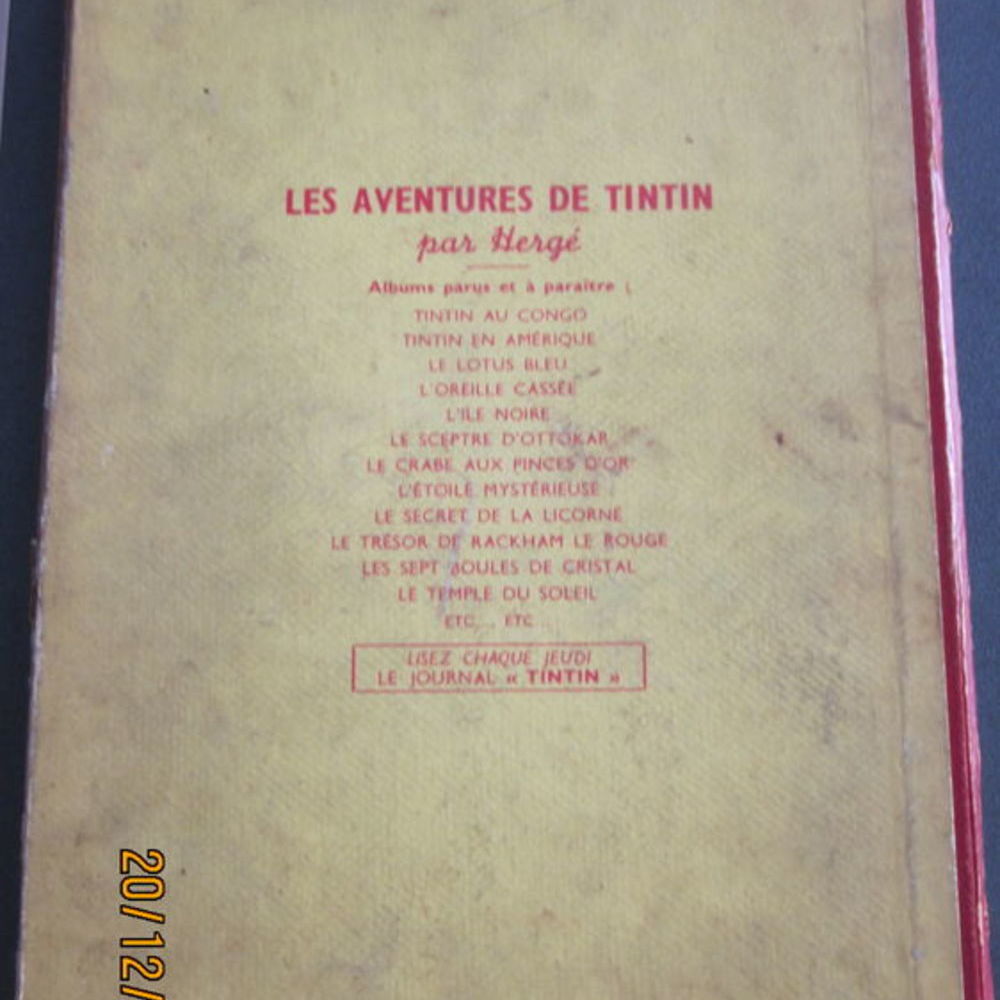 LES AVENTURES DE TINTIN
par Hergé
Albums parus et à paraître :
TINTIN AU CONGO
TINTIN EN AMÉRIQUE
LE LOTUS BLEU
L'OREILLE CASSÉE
L'ILE NOIRE
LE SCEPTRE D'OTTOKAR
LE CRABE AUX PINCES D'OR
L'ÉTOILE MYSTÉRIEUSE
LE SECRET DE LA LICORNE
LE TRÉSOR DE RACKHAM LE ROUGE
LES SEPT BOULES DE CRISTAL
LE TEMPLE DU SOLEIL
ETC... ETC...
LISEZ CHAQUE JEUDI
LE JOURNAL « TINTIN »
20/12/